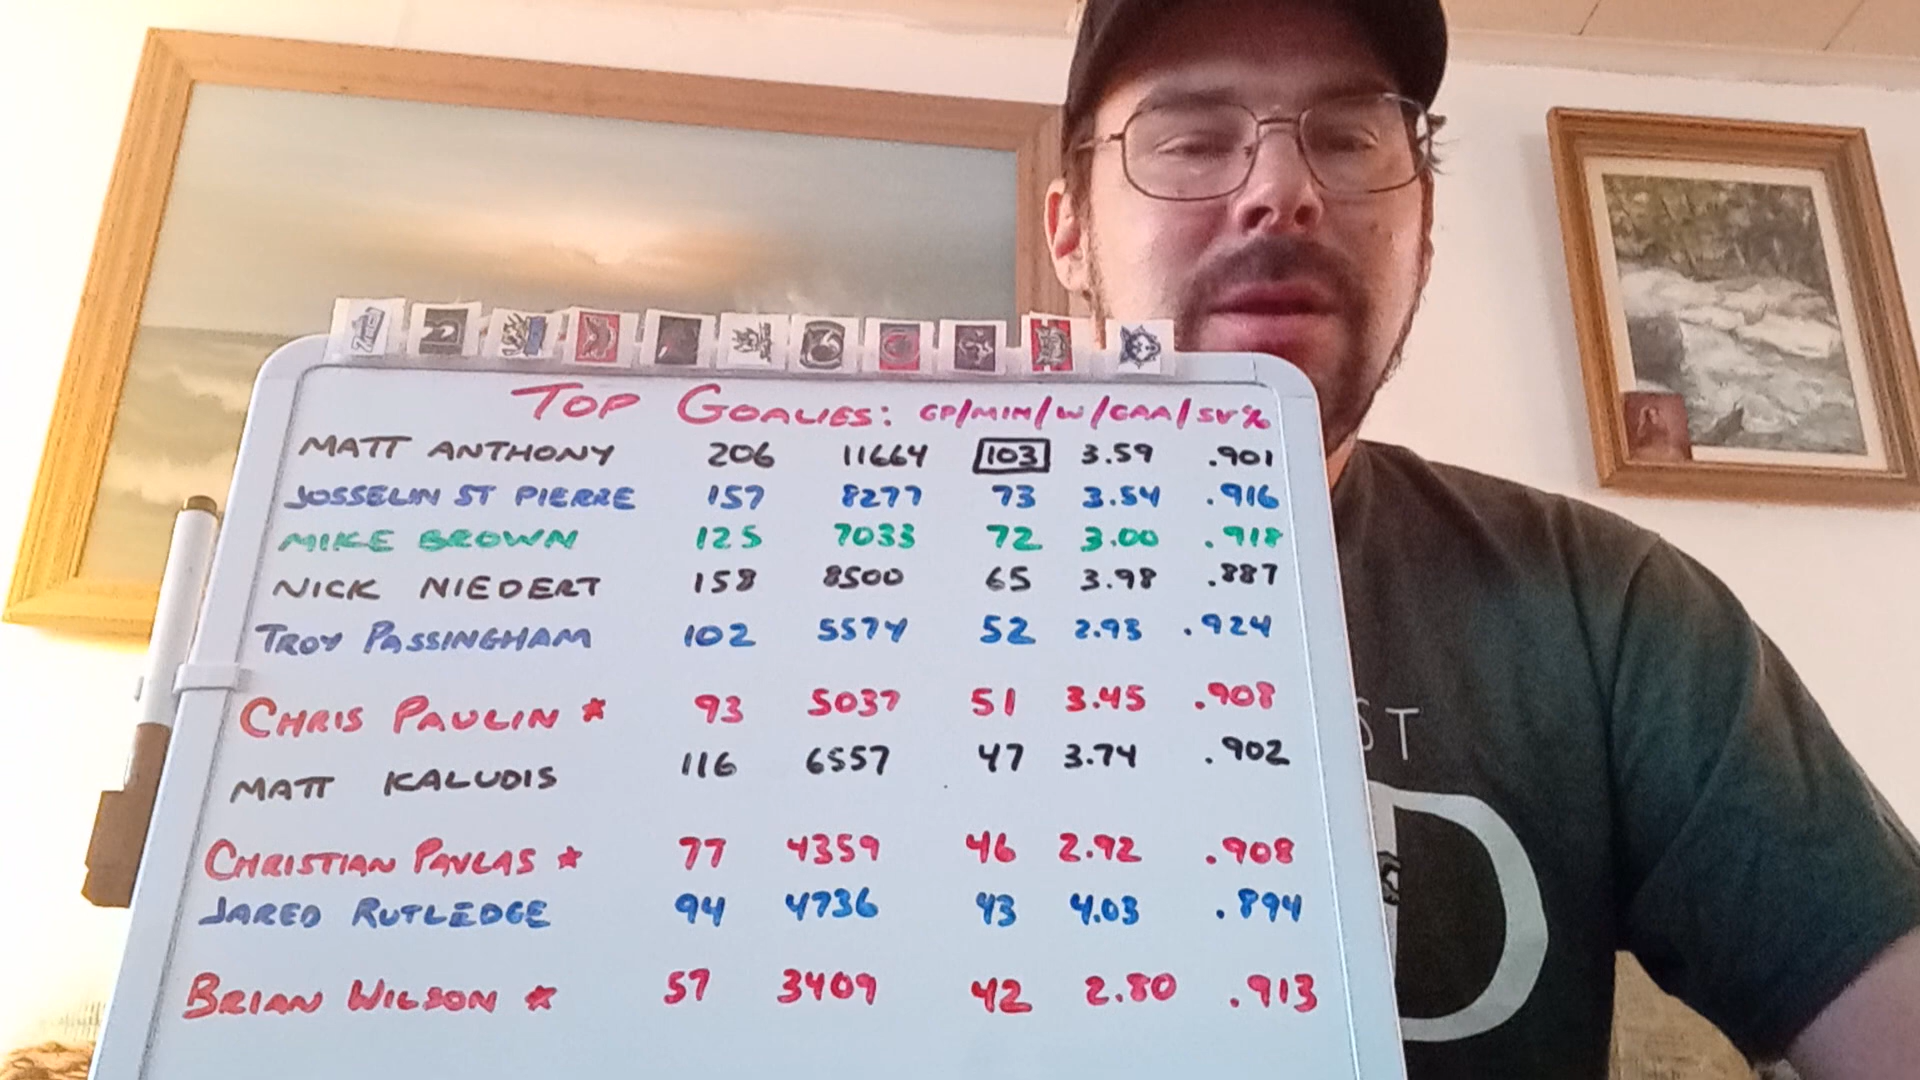 TOP GOALIES: GP/MIN/W/GAA/SV%
MATT ANTHONY 206 11664 103 3.59 .901
JOSSELIN ST PIERRE 157 8277 73 3.54 .916
MIKE BROWN 125 7033 72 3.00 .918
NICK NIEDERT 158 8500 65 3.98 .887
TROY PASSINGHAM 102 5574 52 2.93 .924
CHRIS PAULIN ★ 93 5037 51 3.45 .908
MATT KALUDIS 116 6557 47 3.74 .902
CHRISTIAN PAVLAS ★ 77 4359 46 2.92 .908
JARED RUTLEDGE 94 4736 43 4.03 .894
BRIAN WILSON ★ 57 3409 42 2.80 .913
ST
D